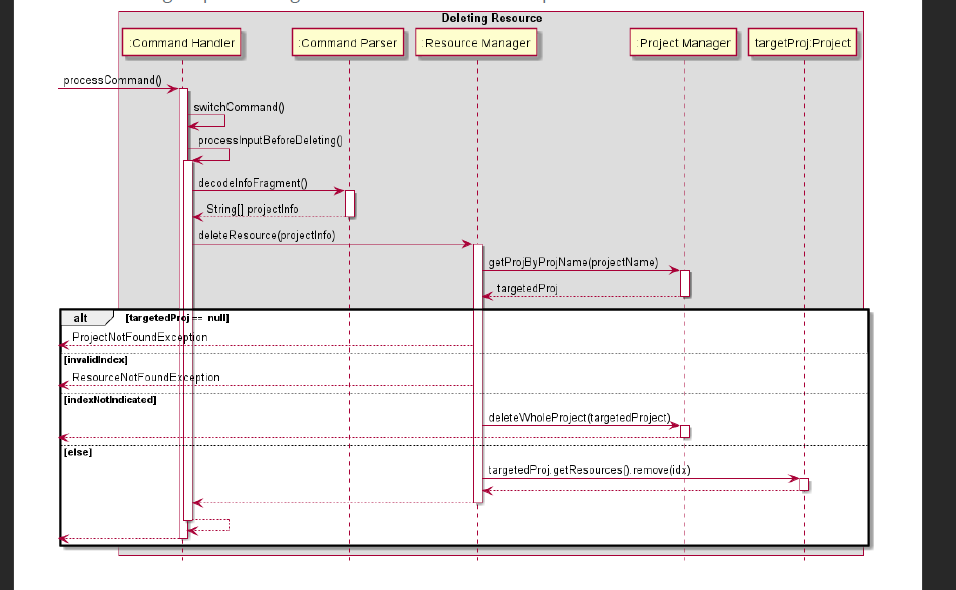 Deleting Resource
:Command Handler
:Command Parser
:Resource Manager
:Project Manager
targetProj:Project
processCommand()
switchCommand()
processInputBeforeDeleting()
decodeInfoFragment()
String[] projectInfo
deleteResource(projectInfo)
getProjByProjName(projectName)
targetedProj
alt [targetedProj == null]
ProjectNotFoundException
[invalidIndex]
ResourceNotFoundException
[indexNotIndicated]
deleteWholeProject(targetedProject)
[else]
targetedProj.getResources().remove(idx)